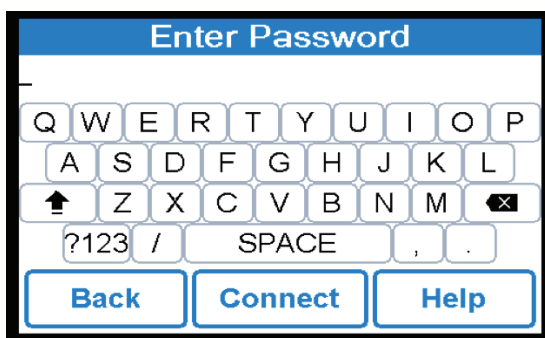 Enter Password
_
Q W E R T Y U I O P
A S D F G H J K L
Z X C V B N M
?123 / SPACE , .
Back Connect Help